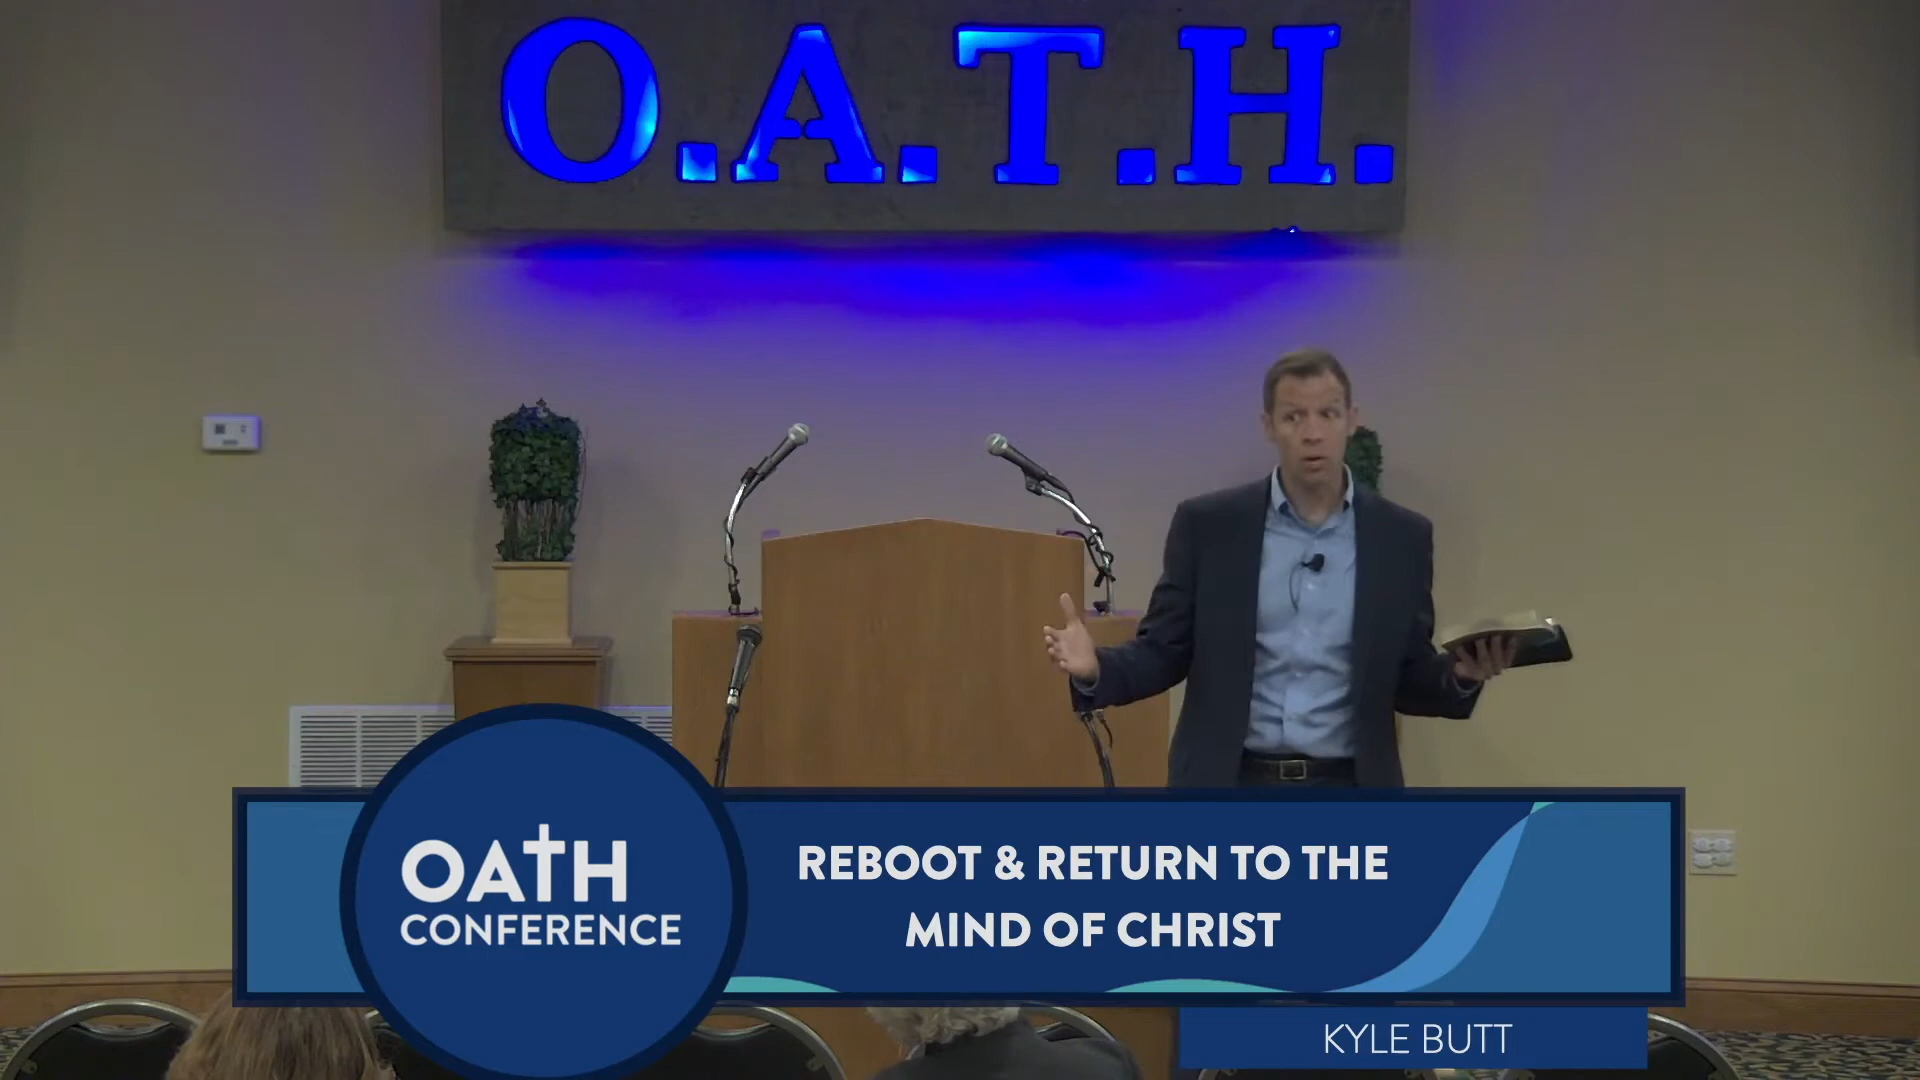 O.A.T.H.
OATH
CONFERENCE
REBOOT & RETURN TO THE
MIND OF CHRIST
KYLE BUTT